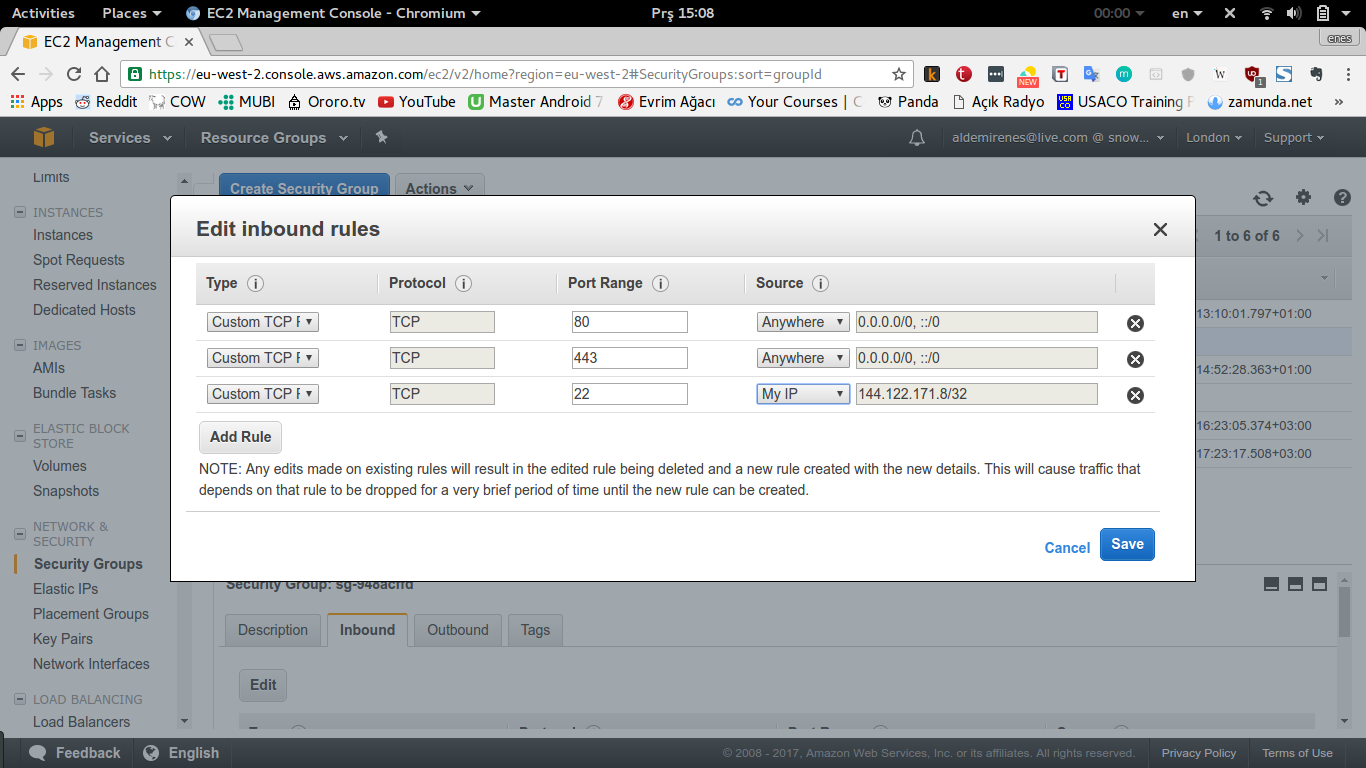 Activities Places EC2 Management Console - Chromium Prş 15:08 00:00 en
EC2 Management C enes
https://eu-west-2.console.aws.amazon.com/ec2/v2/home?region=eu-west-2#SecurityGroups:sort=groupId NEW 1
Apps Reddit COW MUBI Ororo.tv YouTube Master Android 7 Evrim Ağacı Your Courses | C Panda Açık Radyo USACO Training F zamunda.net »
Services Resource Groups aldemirenes@live.com @ snow... London Support
Limits
Create Security Group Actions
INSTANCES
Instances
Spot Requests
Reserved Instances
Dedicated Hosts
IMAGES
AMIs
Bundle Tasks
ELASTIC BLOCK
STORE
Volumes
Snapshots
NETWORK &
SECURITY
Security Groups
Elastic IPs
Placement Groups
Key Pairs
Network Interfaces
LOAD BALANCING
Load Balancers
1 to 6 of 6
13:10:01.797+01:00
14:52:28.363+01:00
16:23:05.374+03:00
17:23:17.508+03:00
Edit inbound rules
Type Protocol Port Range Source
Custom TCP F TCP 80 Anywhere 0.0.0.0/0, ::/0
Custom TCP F TCP 443 Anywhere 0.0.0.0/0, ::/0
Custom TCP F TCP 22 My IP 144.122.171.8/32
Add Rule
NOTE: Any edits made on existing rules will result in the edited rule being deleted and a new rule created with the new details. This will cause traffic that
depends on that rule to be dropped for a very brief period of time until the new rule can be created.
Cancel Save
Security Group: sg-948acffd
Description Inbound Outbound Tags
Edit
Feedback English © 2008 - 2017, Amazon Web Services, Inc. or its affiliates. All rights reserved. Privacy Policy Terms of Use